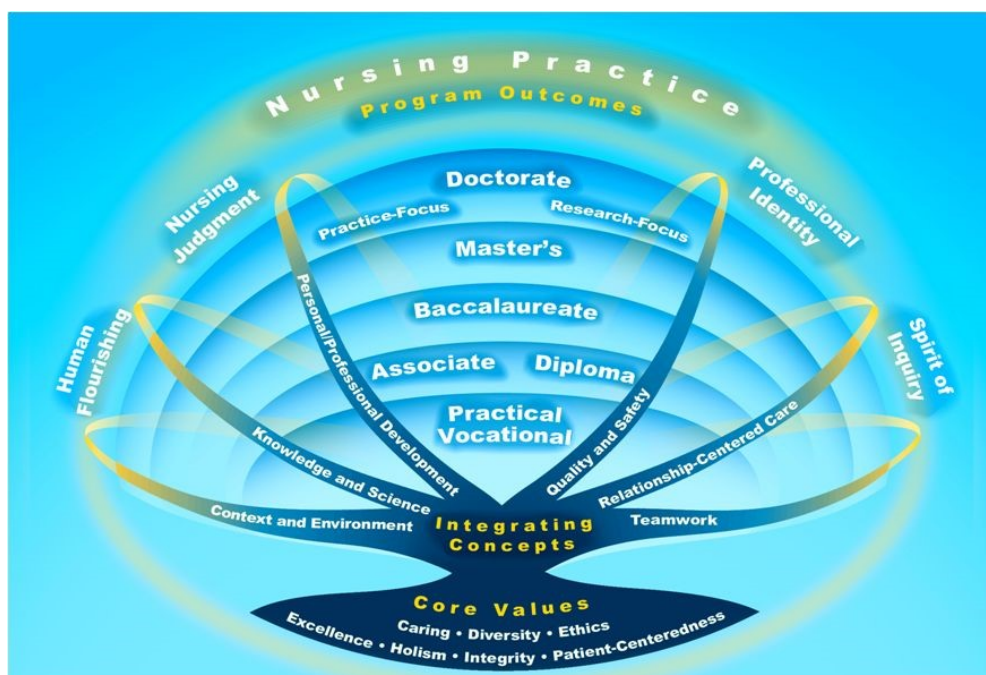 Nursing Practice
Program Outcomes
Nursing
Judgment
Professional
Identity
Human
Flourishing
Spirit of
Inquiry
Doctorate
Practice-Focus
Research-Focus
Master's
Baccalaureate
Associate
Diploma
Practical
Vocational
Personal/Professional Development
Quality and Safety
Knowledge and Science
Relationship-Centered Care
Context and Environment
Teamwork
Integrating
Concepts
Core Values
Caring • Diversity • Ethics
Excellence • Holism • Integrity • Patient-Centeredness